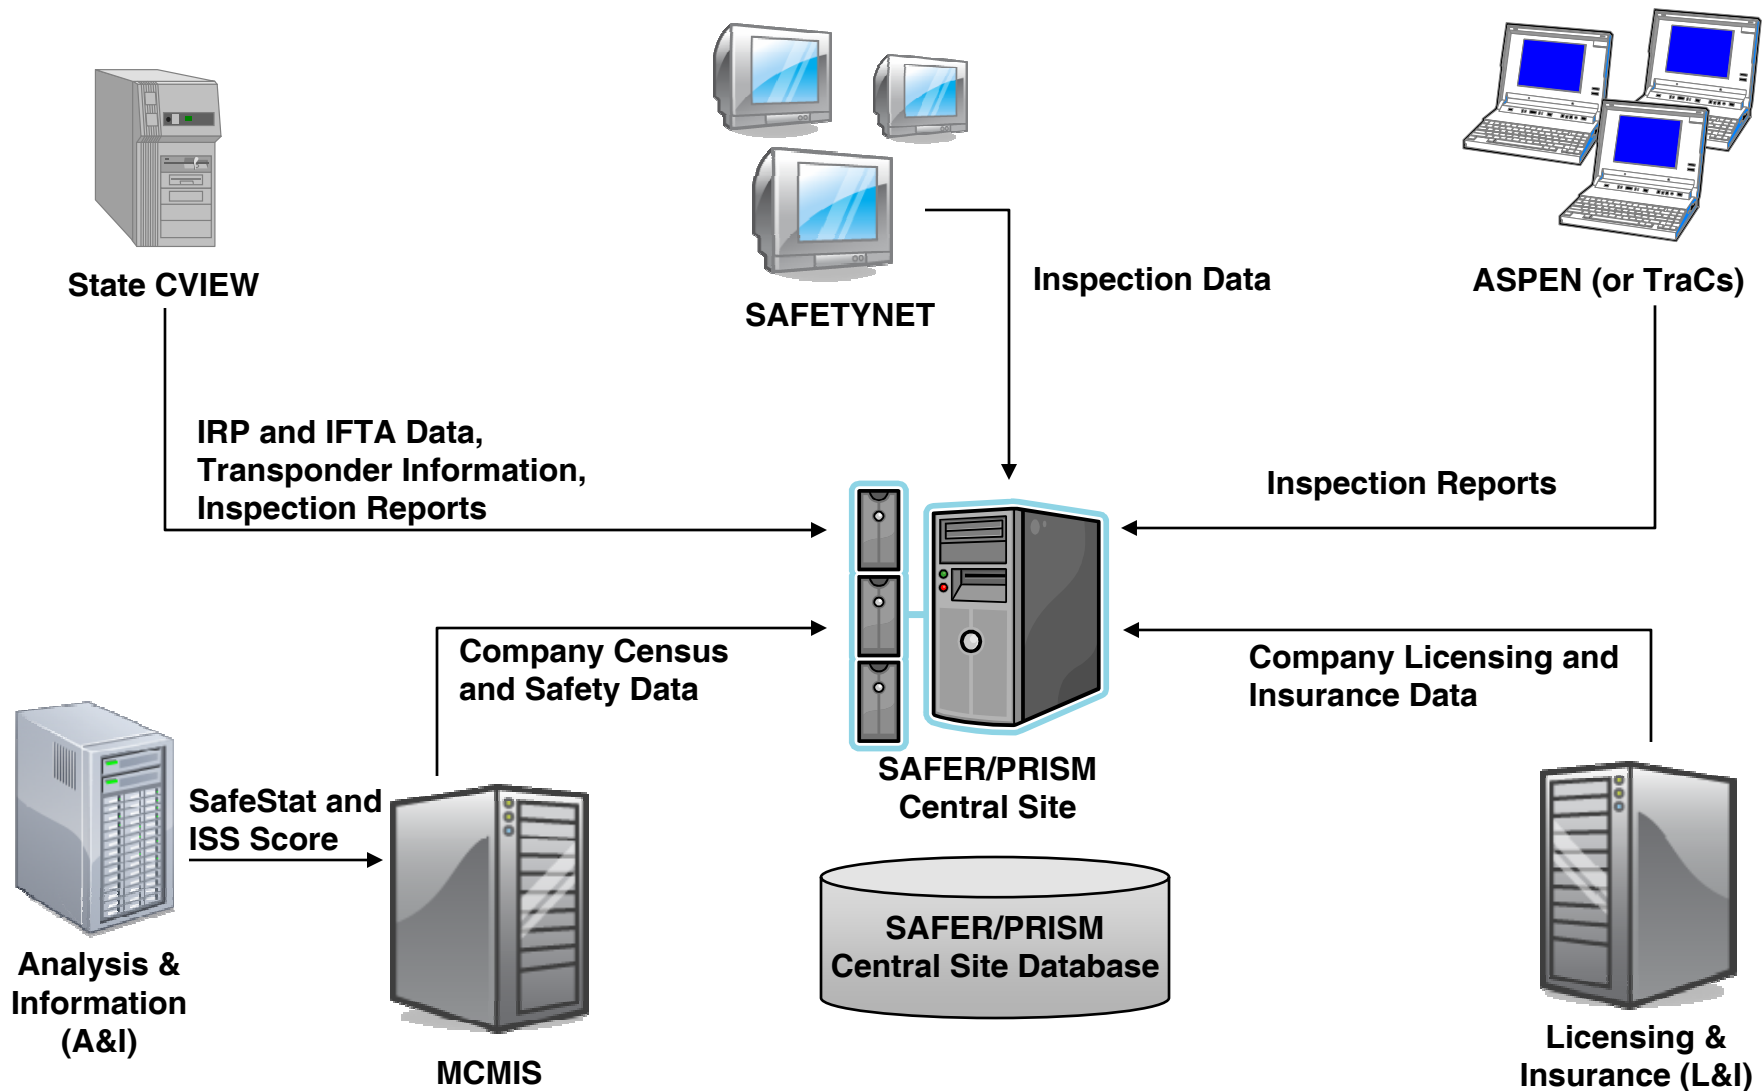 State CVIEW
SAFETYNET
Inspection Data
ASPEN (or TraCs)
IRP and IFTA Data,
Transponder Information,
Inspection Reports
Inspection Reports
Company Census
and Safety Data
Company Licensing and
Insurance Data
SAFER/PRISM
Central Site
SafeStat and
ISS Score
SAFER/PRISM
Central Site Database
Analysis &
Information
(A&I)
MCMIS
Licensing &
Insurance (L&I)